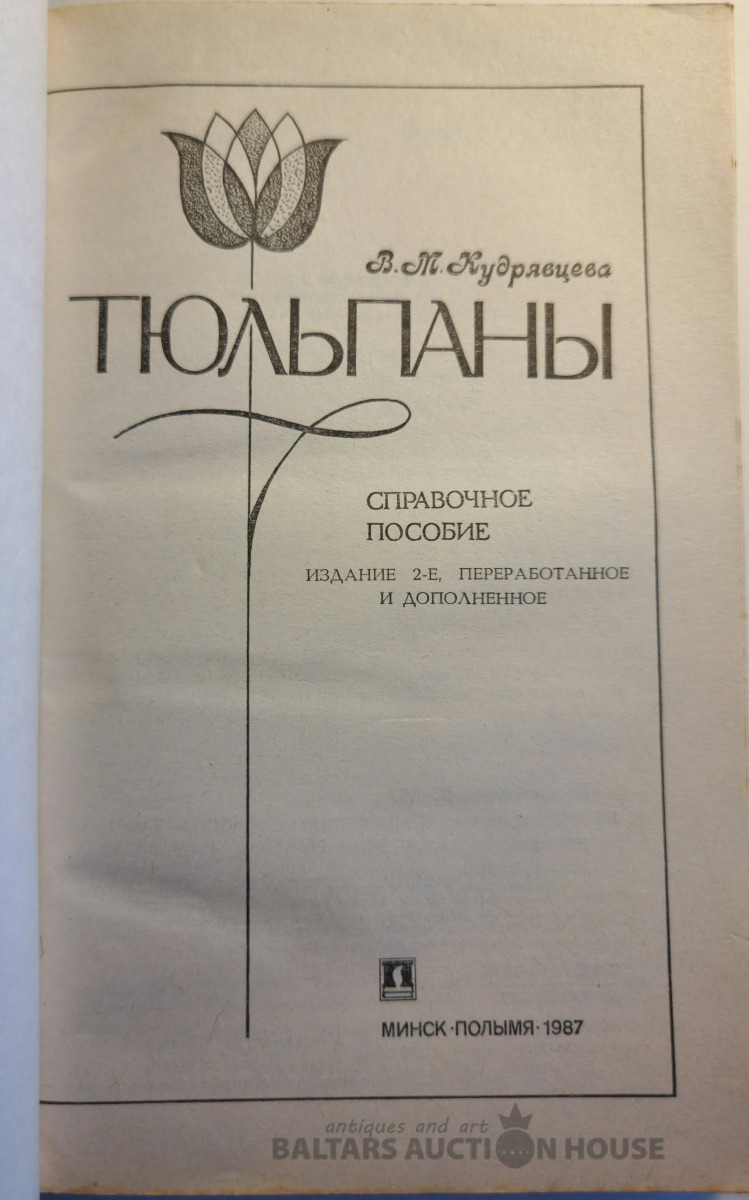 В. М. Кудрявцева
ТЮЛЬПАНЫ
СПРАВОЧНОЕ
ПОСОБИЕ
ИЗДАНИЕ 2-Е, ПЕРЕРАБОТАННОЕ
И ДОПОЛНЕННОЕ
МИНСК·ПОЛЫМЯ·1987
antiques and art
BALTARS AUCTION HOUSE